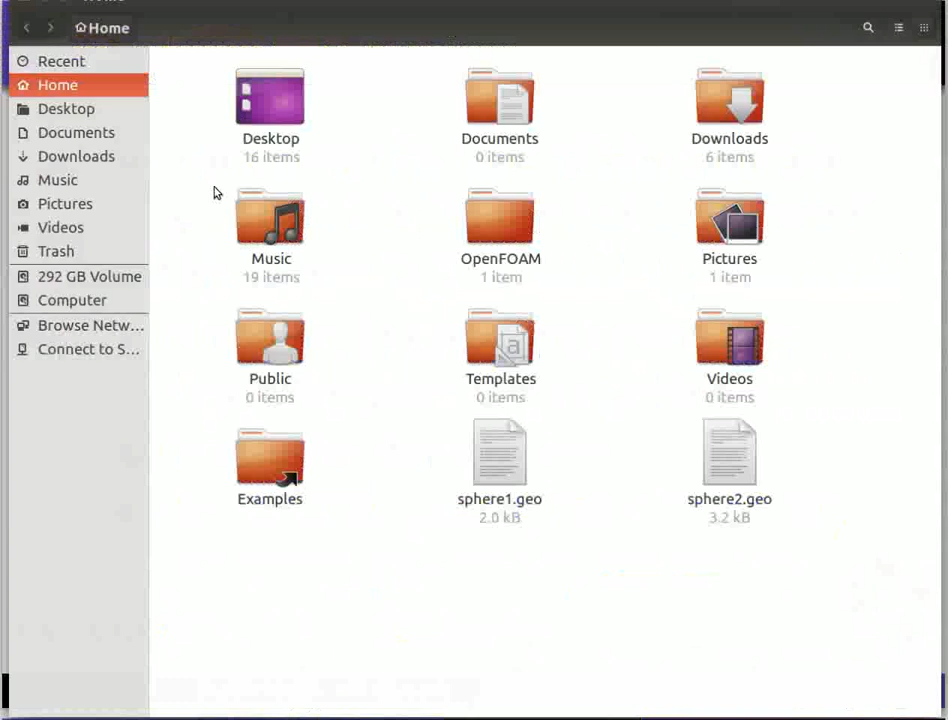 Home
Recent
Home
Desktop
Documents
Downloads
Music
Pictures
Videos
Trash
292 GB Volume
Computer
Browse Netw...
Connect to S...
Desktop
16 items
Documents
0 items
Downloads
6 items
Music
19 items
OpenFOAM
1 item
Pictures
1 item
Public
0 items
Templates
0 items
Videos
0 items
Examples
sphere1.geo
2.0 kB
sphere2.geo
3.2 kB